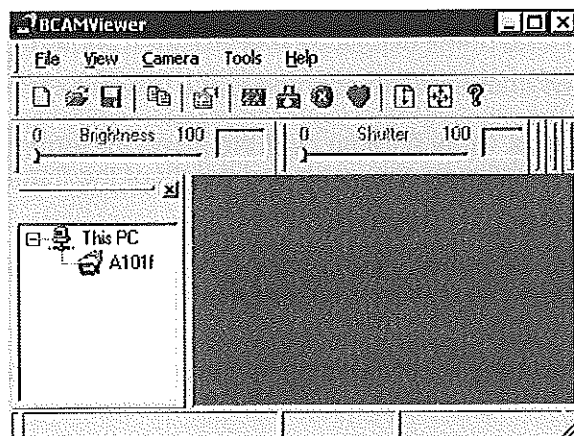 BCAMViewer
File View Camera Tools Help
0 Brightness 100 0 Shutter 100
This PC
A101f